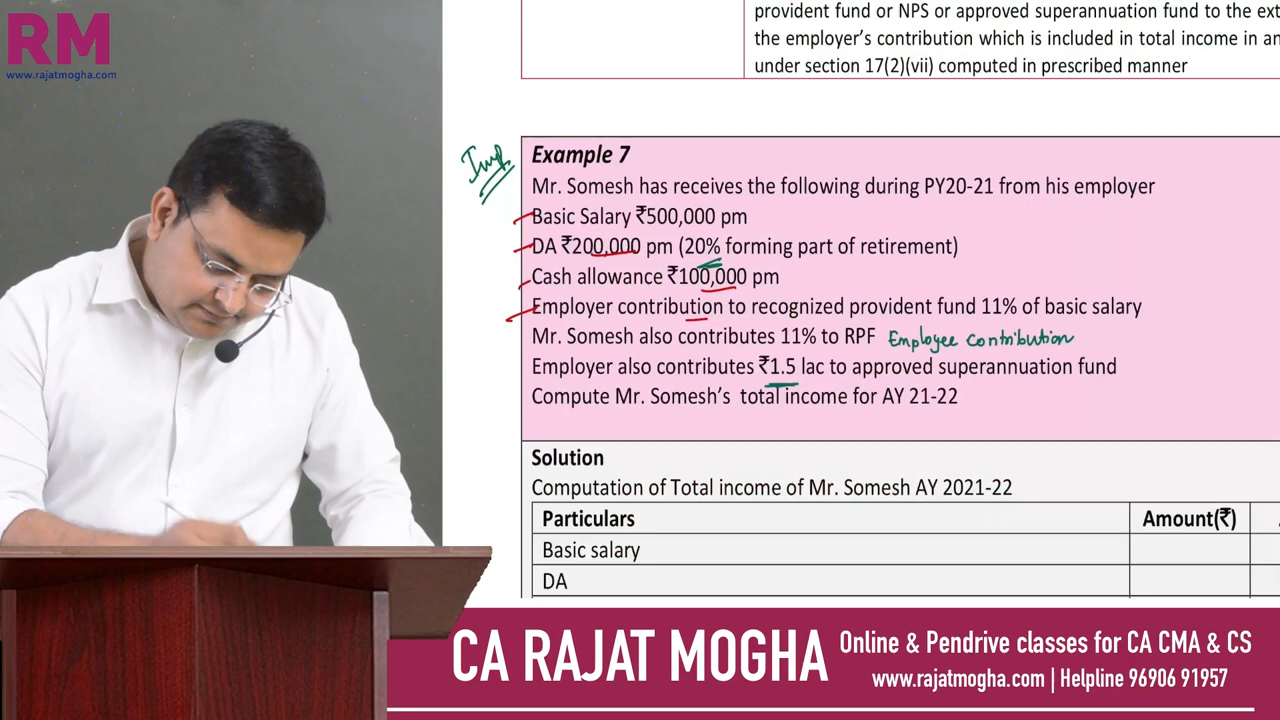 RM
www.rajatmogha.com
provident fund or NPS or approved superannuation fund to the ext
the employer's contribution which is included in total income in an
under section 17(2)(vii) computed in prescribed manner
Imp.
Example 7
Mr. Somesh has receives the following during PY20-21 from his employer
Basic Salary ₹500,000 pm
DA ₹200,000 pm (20% forming part of retirement)
Cash allowance ₹100,000 pm
Employer contribution to recognized provident fund 11% of basic salary
Mr. Somesh also contributes 11% to RPF Employee contribution
Employer also contributes ₹1.5 lac to approved superannuation fund
Compute Mr. Somesh's total income for AY 21-22
Solution
Computation of Total income of Mr. Somesh AY 2021-22
Particulars Amount(₹)
Basic salary
DA
CA RAJAT MOGHA
Online & Pendrive classes for CA CMA & CS
www.rajatmogha.com | Helpline 96906 91957